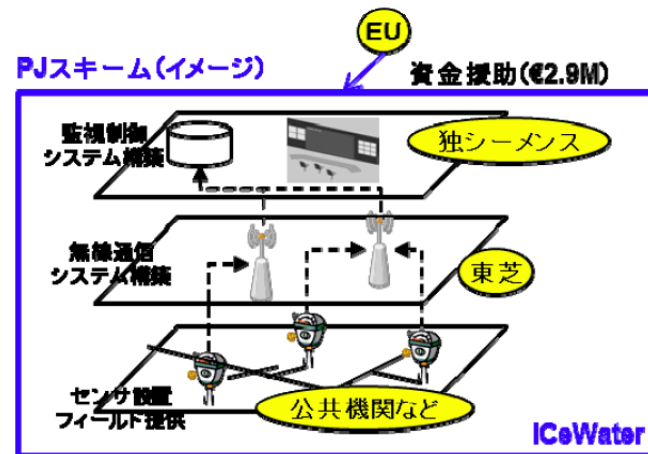 EU
PJスキーム(イメージ)
資金援助(€2.9M)
監視制御
システム構築
独シーメンス
無線通信
システム構築
東芝
センサ設置
フィールド提供
公共機関など
ICeWater